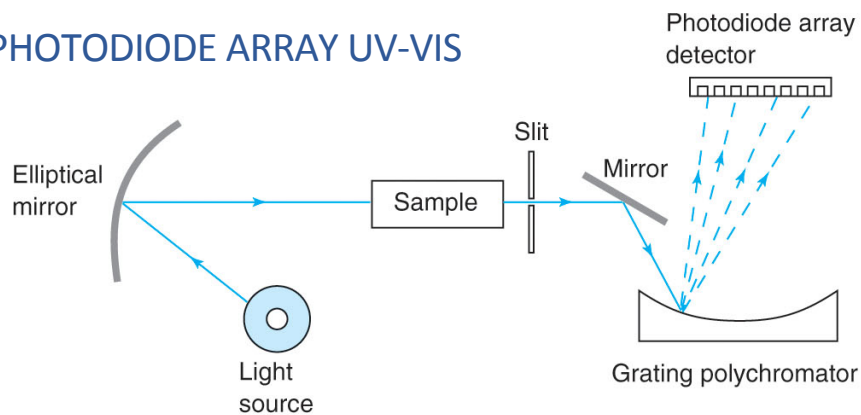 PHOTODIODE ARRAY UV-VIS
Photodiode array
detector
Slit
Elliptical
mirror
Mirror
Sample
Light
source
Grating polychromator